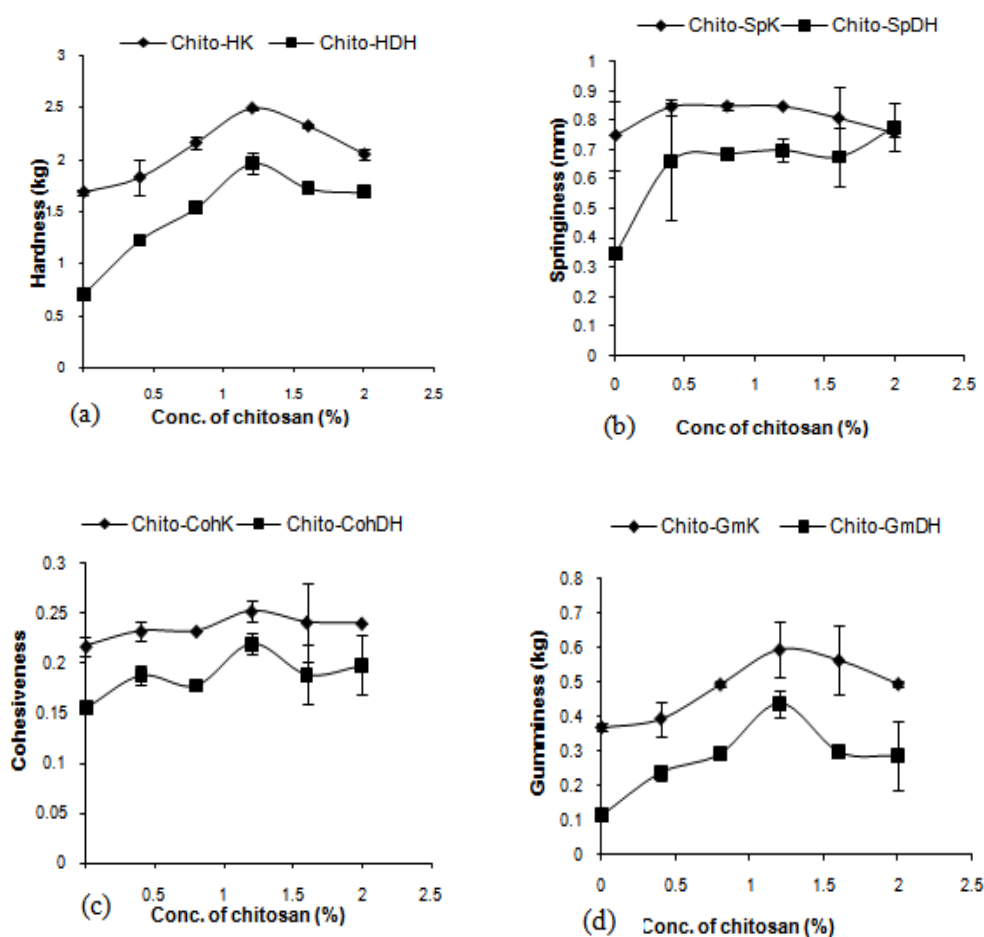 Chito-HK Chito-HDH
3
2.5
2
1.5
1
0.5
0
Hardness (kg)
0.5 1 1.5 2 2.5
(a) Conc. of chitosan (%)
Chito-SpK Chito-SpDH
1
0.9
0.8
0.7
0.6
0.5
0.4
0.3
0.2
0.1
0
Springiness (mm)
0 0.5 1 1.5 2 2.5
(b) Conc of chitosan (%)
Chito-CohK Chito-CohDH
0.3
0.25
0.2
0.15
0.1
0.05
0
Cohesiveness
0.5 1 1.5 2 2.5
(c) Conc. of chitosan (%)
Chito-GmK Chito-GmDH
0.8
0.7
0.6
0.5
0.4
0.3
0.2
0.1
0
Gumminess (kg)
0 0.5 1 1.5 2 2.5
(d) Conc. of chitosan (%)